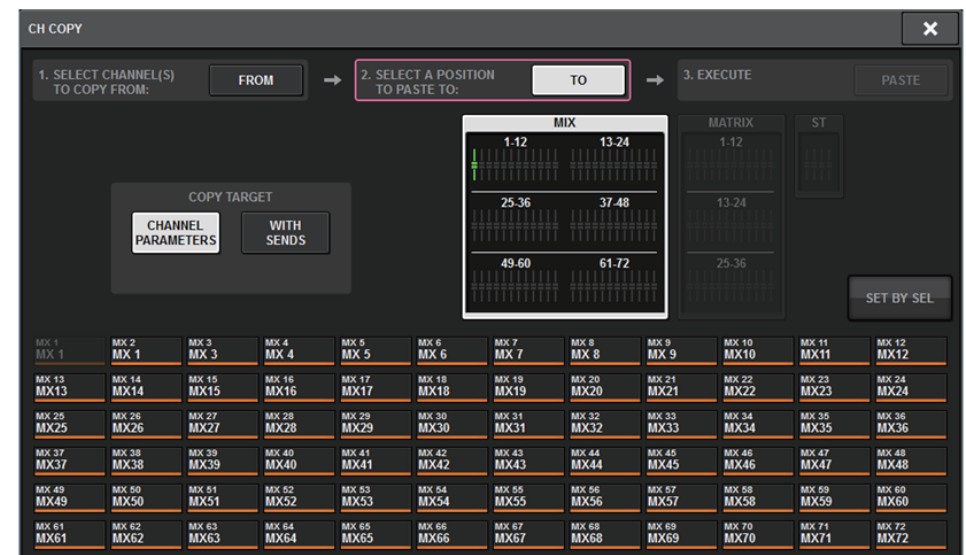 CH COPY
1. SELECT CHANNEL(S)
TO COPY FROM:
FROM
2. SELECT A POSITION
TO PASTE TO:
TO
3. EXECUTE
PASTE
MIX
1-12 13-24
25-36 37-48
49-60 61-72
MATRIX
1-12
13-24
25-36
ST
COPY TARGET
CHANNEL
PARAMETERS
WITH
SENDS
SET BY SEL
MX 1 MX 2 MX 3 MX 4 MX 5 MX 6 MX 7 MX 8 MX 9 MX 10 MX 11 MX 12
MX 1 MX 1 MX 3 MX 4 MX 5 MX 6 MX 7 MX 8 MX 9 MX10 MX11 MX12
MX 13 MX 14 MX 15 MX 16 MX 17 MX 18 MX 19 MX 20 MX 21 MX 22 MX 23 MX 24
MX13 MX14 MX15 MX16 MX17 MX18 MX19 MX20 MX21 MX22 MX23 MX24
MX 25 MX 26 MX 27 MX 28 MX 29 MX 30 MX 31 MX 32 MX 33 MX 34 MX 35 MX 36
MX25 MX26 MX27 MX28 MX29 MX30 MX31 MX32 MX33 MX34 MX35 MX36
MX 37 MX 38 MX 39 MX 40 MX 41 MX 42 MX 43 MX 44 MX 45 MX 46 MX 47 MX 48
MX37 MX38 MX39 MX40 MX41 MX42 MX43 MX44 MX45 MX46 MX47 MX48
MX 49 MX 50 MX 51 MX 52 MX 53 MX 54 MX 55 MX 56 MX 57 MX 58 MX 59 MX 60
MX49 MX50 MX51 MX52 MX53 MX54 MX55 MX56 MX57 MX58 MX59 MX60
MX 61 MX 62 MX 63 MX 64 MX 65 MX 66 MX 67 MX 68 MX 69 MX 70 MX 71 MX 72
MX61 MX62 MX63 MX64 MX65 MX66 MX67 MX68 MX69 MX70 MX71 MX72